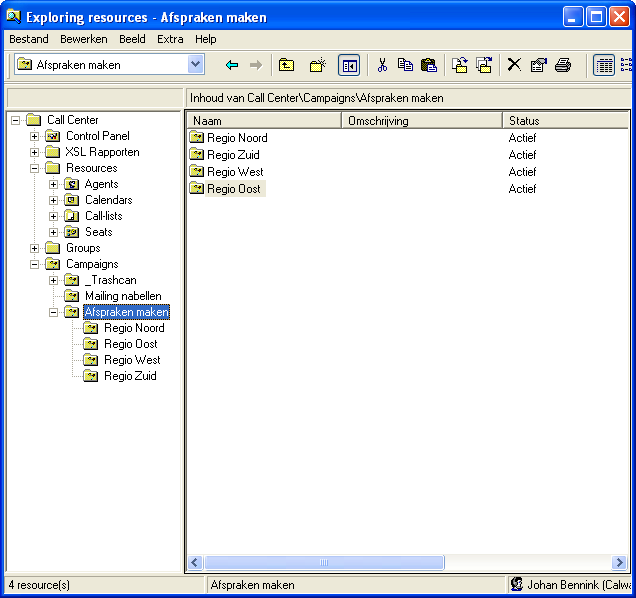 Exploring resources - Afspraken maken
Bestand Bewerken Beeld Extra Help
Afspraken maken
Inhoud van Call Center\Campaigns\Afspraken maken
Call Center
Control Panel
XSL Rapporten
Resources
Agents
Calendars
Call-lists
Seats
Groups
Campaigns
_Trashcan
Mailing nabellen
Afspraken maken
Regio Noord
Regio Oost
Regio West
Regio Zuid
Naam Omschrijving Status
Regio Noord Actief
Regio Zuid Actief
Regio West Actief
Regio Oost Actief
4 resource(s) Afspraken maken Johan Bennink (Calwa